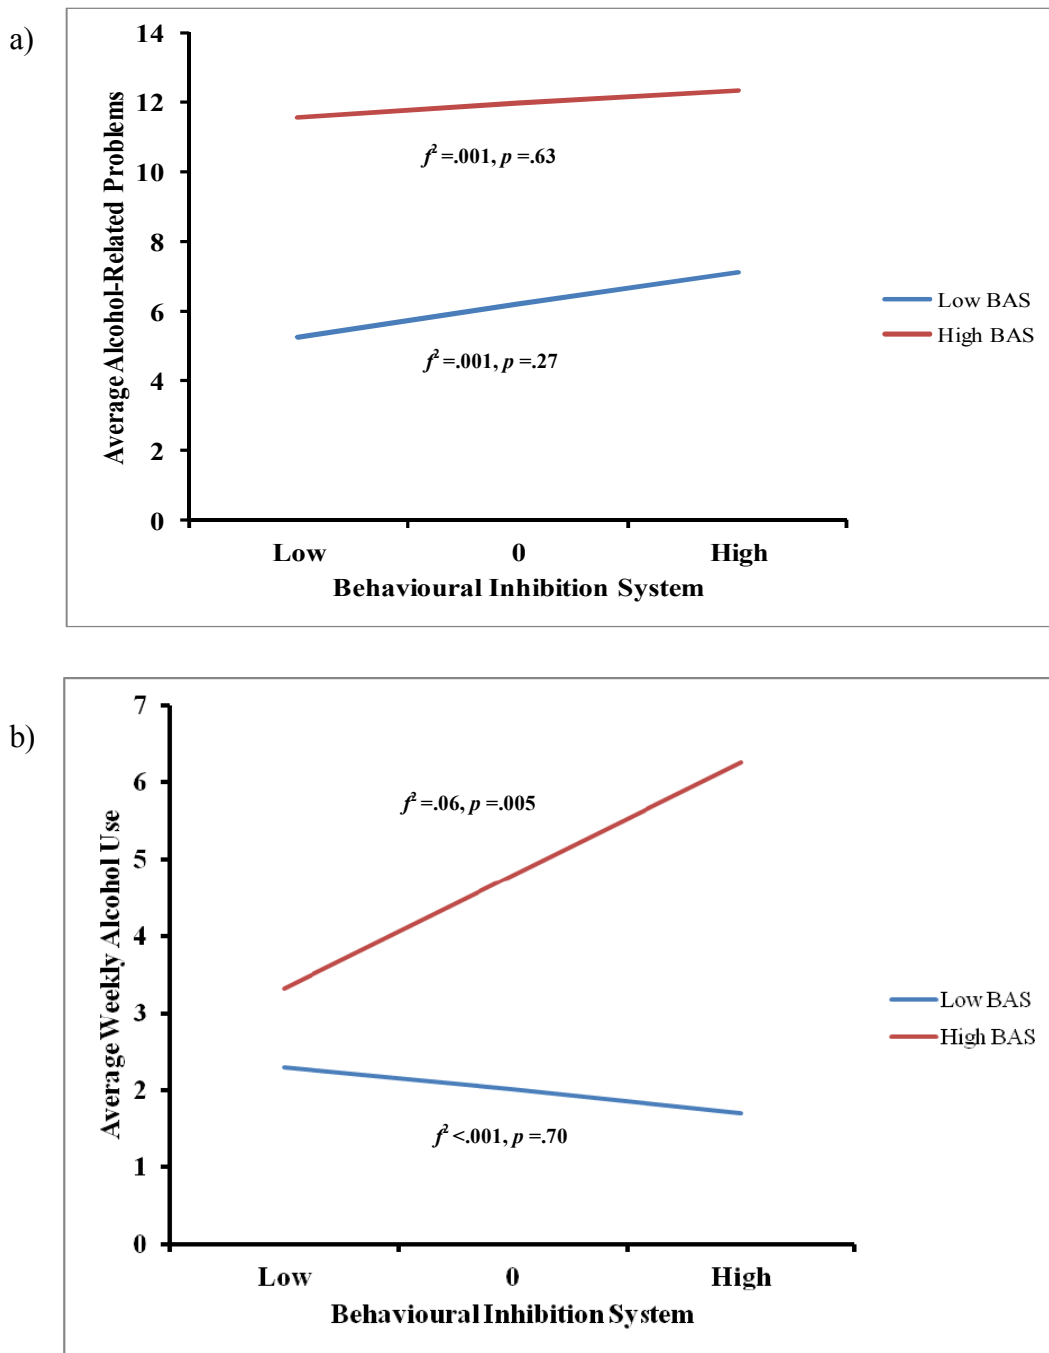 a)
14
12
10
8
6
4
2
0
Average Alcohol-Related Problems
f² =.001, p =.63
f² =.001, p =.27
Low BAS
High BAS
Low 0 High
Behavioural Inhibition System
b)
7
6
5
4
3
2
1
0
Average Weekly Alcohol Use
f² =.06, p =.005
f² <.001, p =.70
Low BAS
High BAS
Low 0 High
Behavioural Inhibition System